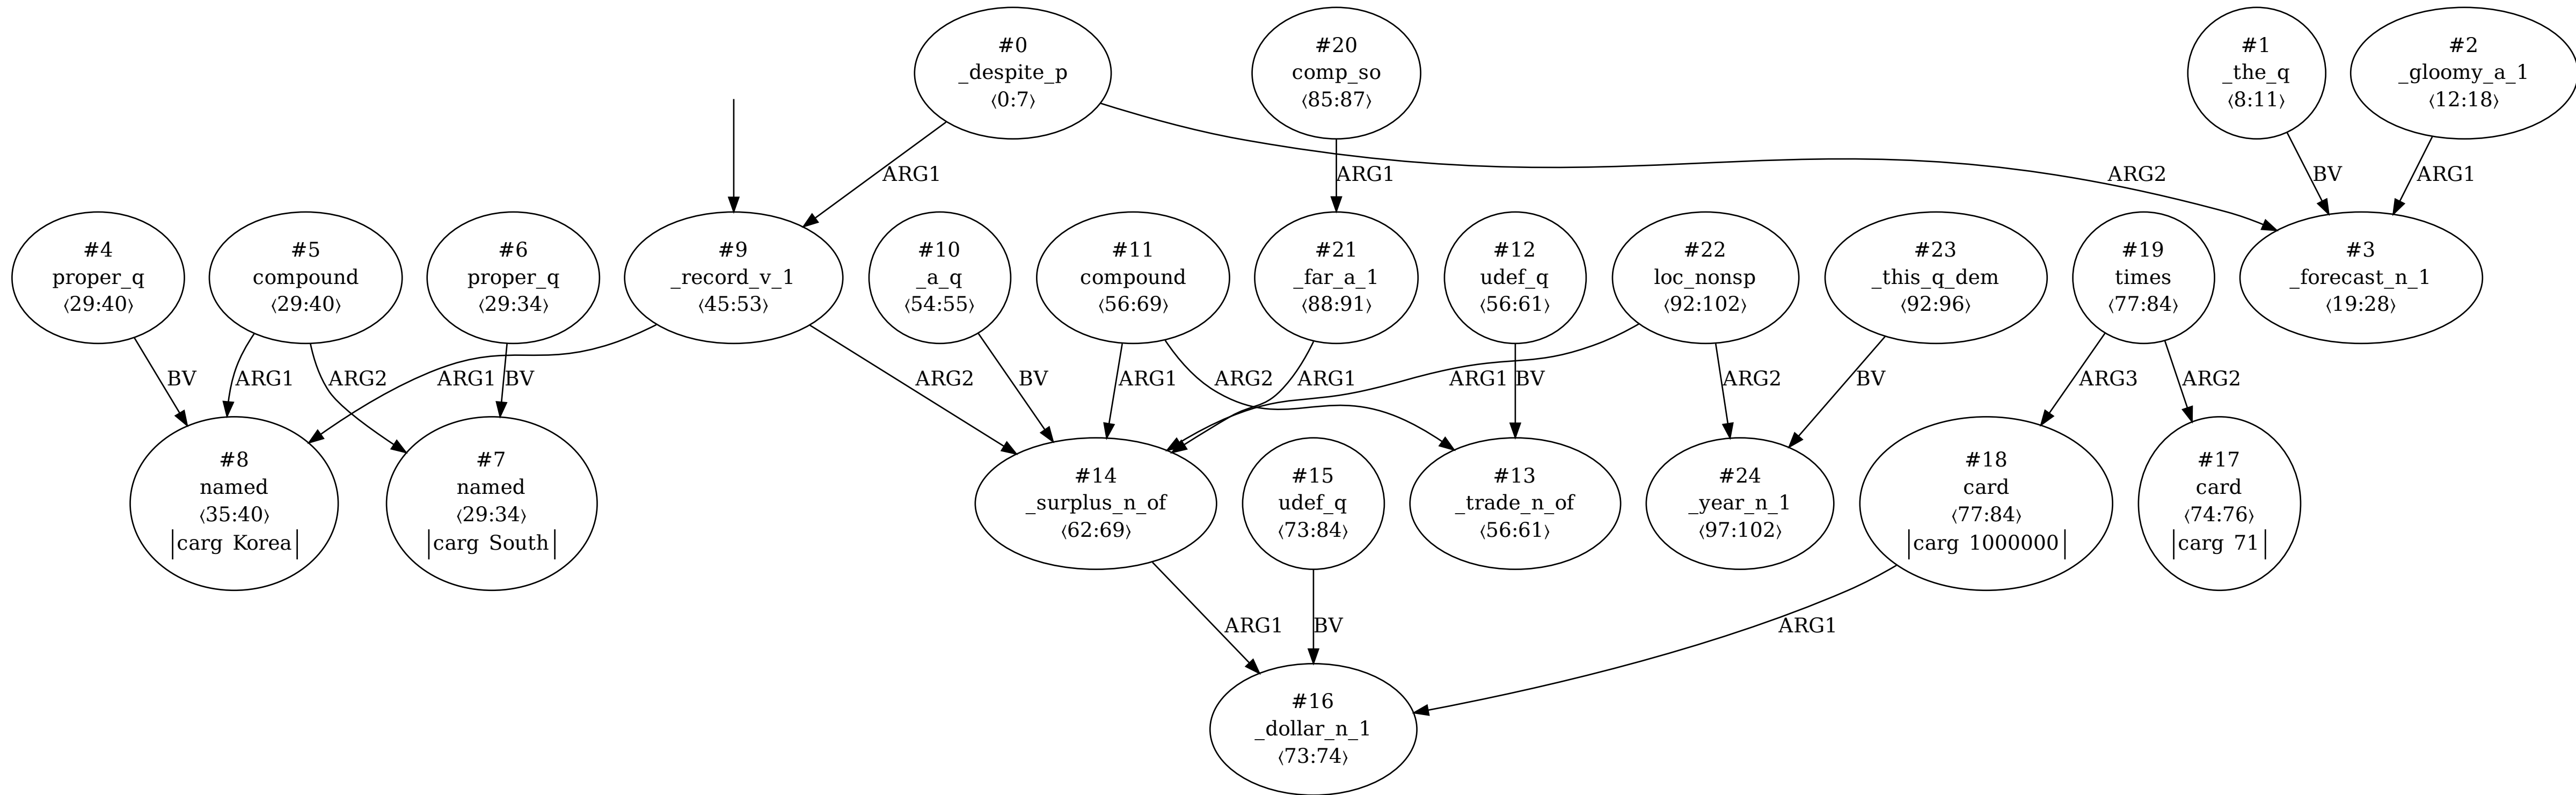 #0
_despite_p
⟨0:7⟩
#20
comp_so
⟨85:87⟩
#1
_the_q
⟨8:11⟩
#2
_gloomy_a_1
⟨12:18⟩
ARG1
ARG1
ARG2
BV
ARG1
#4
proper_q
⟨29:40⟩
#5
compound
⟨29:40⟩
#6
proper_q
⟨29:34⟩
#9
_record_v_1
⟨45:53⟩
#10
_a_q
⟨54:55⟩
#11
compound
⟨56:69⟩
#21
_far_a_1
⟨88:91⟩
#12
udef_q
⟨56:61⟩
#22
loc_nonsp
⟨92:102⟩
#23
_this_q_dem
⟨92:96⟩
#19
times
⟨77:84⟩
#3
_forecast_n_1
⟨19:28⟩
BV
ARG1
ARG2
ARG1
BV
ARG2
BV
ARG1
ARG2
ARG1
ARG1
BV
ARG2
BV
ARG3
ARG2
#8
named
⟨35:40⟩
carg Korea
#7
named
⟨29:34⟩
carg South
#14
_surplus_n_of
⟨62:69⟩
#15
udef_q
⟨73:84⟩
#13
_trade_n_of
⟨56:61⟩
#24
_year_n_1
⟨97:102⟩
#18
card
⟨77:84⟩
carg 1000000
#17
card
⟨74:76⟩
carg 71
ARG1
BV
ARG1
#16
_dollar_n_1
⟨73:74⟩